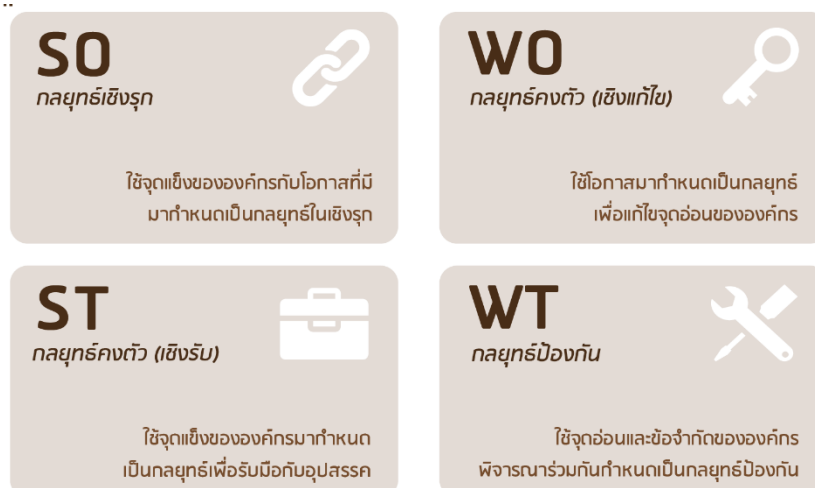 SO
กลยุทธ์เชิงรุก
ใช้จุดแข็งขององค์กรกับโอกาสที่มี
มากำหนดเป็นกลยุทธ์ในเชิงรุก
WO
กลยุทธ์คงตัว (เชิงแก้ไข)
ใช้โอกาสมากำหนดเป็นกลยุทธ์
เพื่อแก้ไขจุดอ่อนขององค์กร
ST
กลยุทธ์คงตัว (เชิงรับ)
ใช้จุดแข็งขององค์กรมากำหนด
เป็นกลยุทธ์เพื่อรับมือกับอุปสรรค
WT
กลยุทธ์ป้องกัน
ใช้จุดอ่อนและข้อจำกัดขององค์กร
พิจารณาร่วมกันกำหนดเป็นกลยุทธ์ป้องกัน